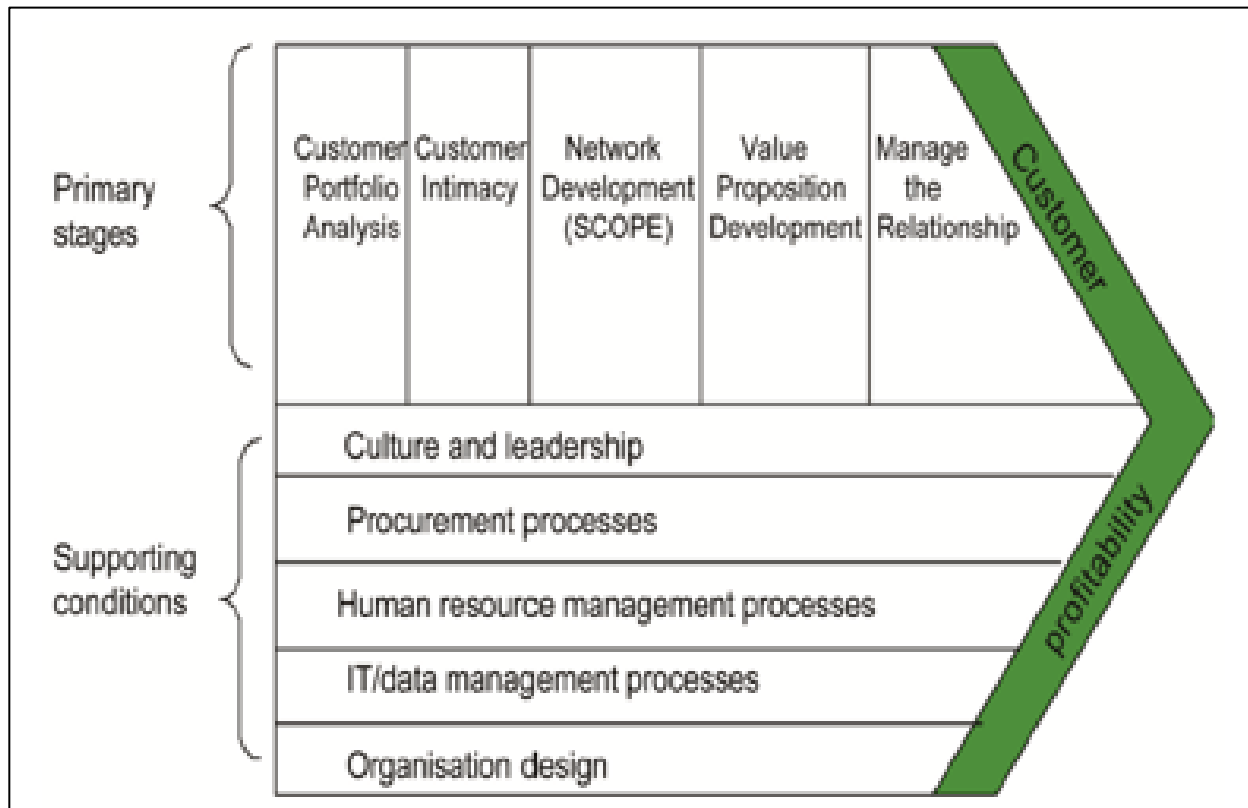 Primary
stages
Customer
Portfolio
Analysis
Customer
Intimacy
Network
Development
(SCOPE)
Value
Proposition
Development
Manage
the
Relationship
Customer
profitability
Supporting
conditions
Culture and leadership
Procurement processes
Human resource management processes
IT/data management processes
Organisation design